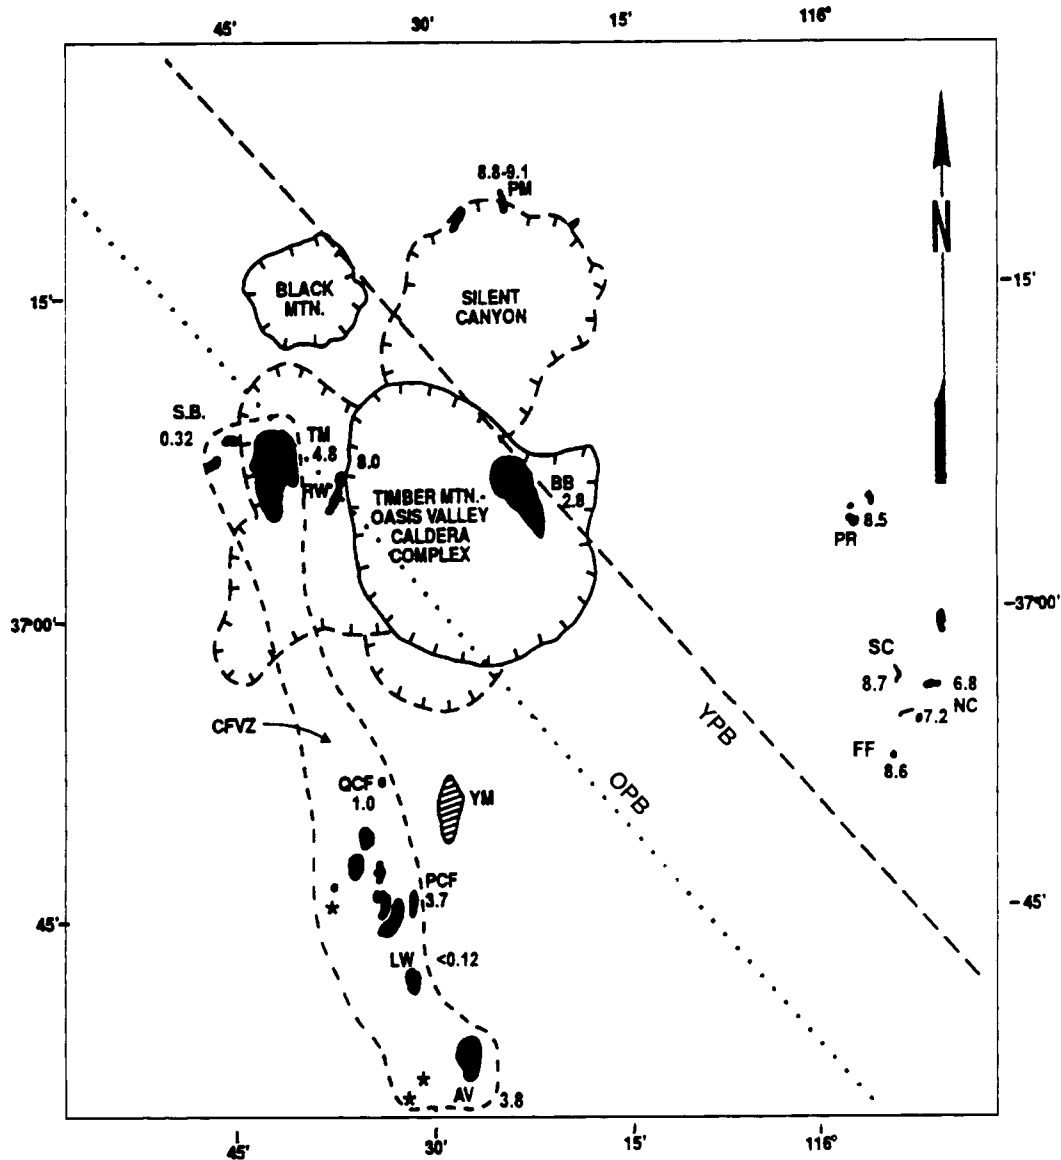 45'
30'
15'
116°
8.8-9.1
PM
N
BLACK
MTN.
SILENT
CANYON
15'
15'
S.B.
0.32
TM
4.8
8.0
RW
TIMBER MTN.-
OASIS VALLEY
CALDERA
COMPLEX
BB
2.8
8.5
PR
37°00'
37°00'
SC
8.7
6.8
NC
7.2
FF
8.6
CFVZ
YPB
OPB
QCF
1.0
YM
PCF
3.7
45'
45'
LW
<0.12
AV
3.8
45'
30'
15'
116°